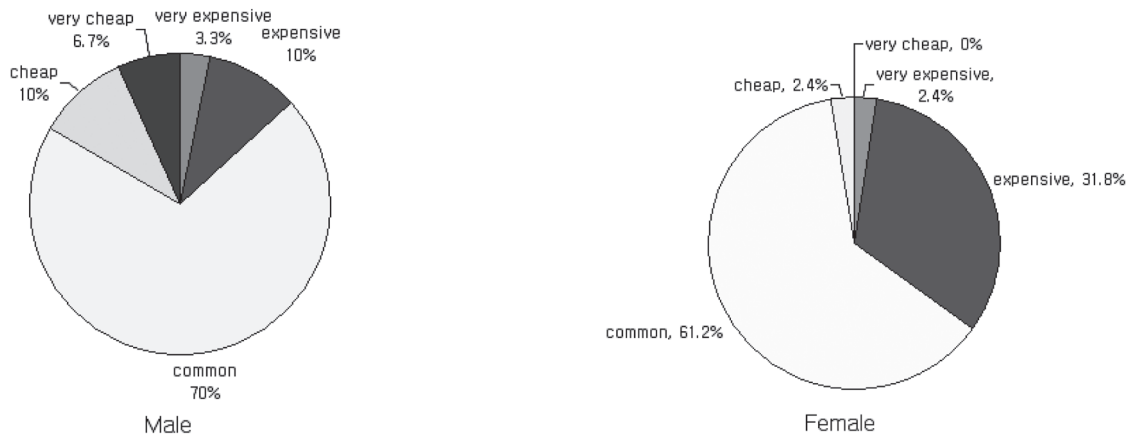 very cheap
6.7%
very expensive
3.3%
expensive
10%
cheap
10%
common
70%
Male
very cheap, 0%
cheap, 2.4%
very expensive,
2.4%
expensive, 31.8%
common, 61.2%
Female